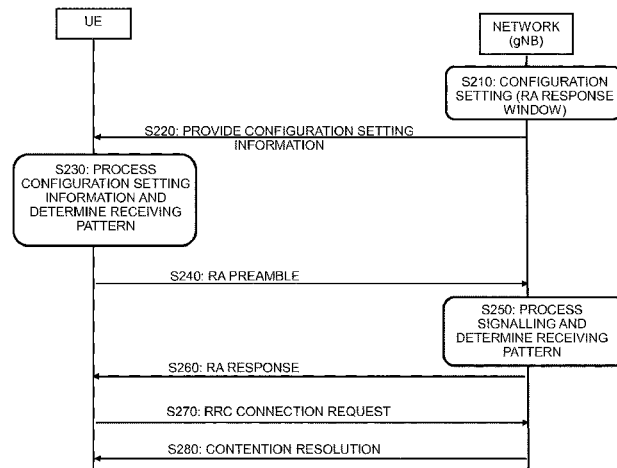 UE
NETWORK
(gNB)
S210: CONFIGURATION
SETTING (RA RESPONSE
WINDOW)
S220: PROVIDE CONFIGURATION SETTING
INFORMATION
S230: PROCESS
CONFIGURATION SETTING
INFORMATION AND
DETERMINE RECEIVING
PATTERN
S240: RA PREAMBLE
S250: PROCESS
SIGNALLING AND
DETERMINE RECEIVING
PATTERN
S260: RA RESPONSE
S270: RRC CONNECTION REQUEST
S280: CONTENTION RESOLUTION